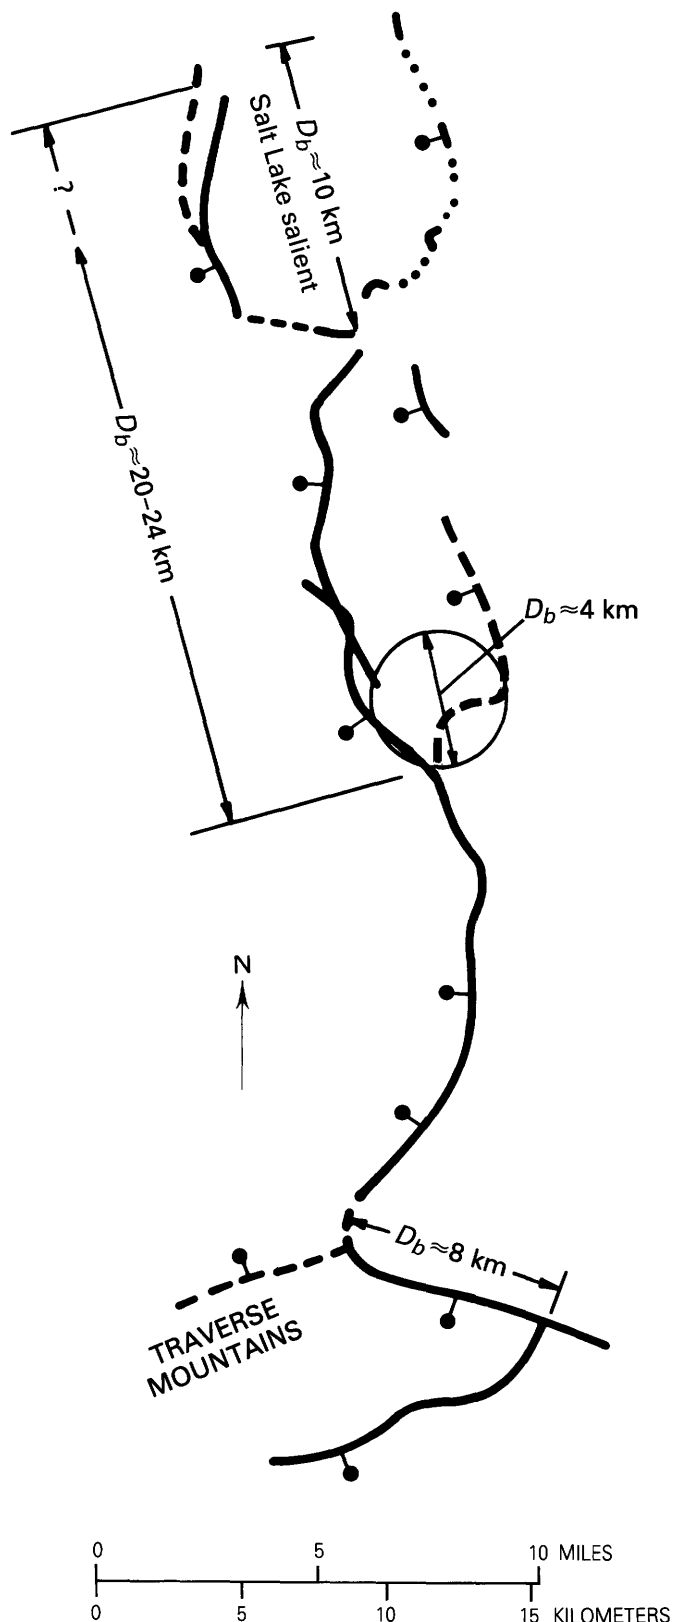 D_b≈10 km
Salt Lake salient
?
D_b≈20–24 km
D_b≈4 km
N
D_b≈8 km
TRAVERSE
MOUNTAINS
0 5 10 MILES
0 5 10 15 KILOMETERS